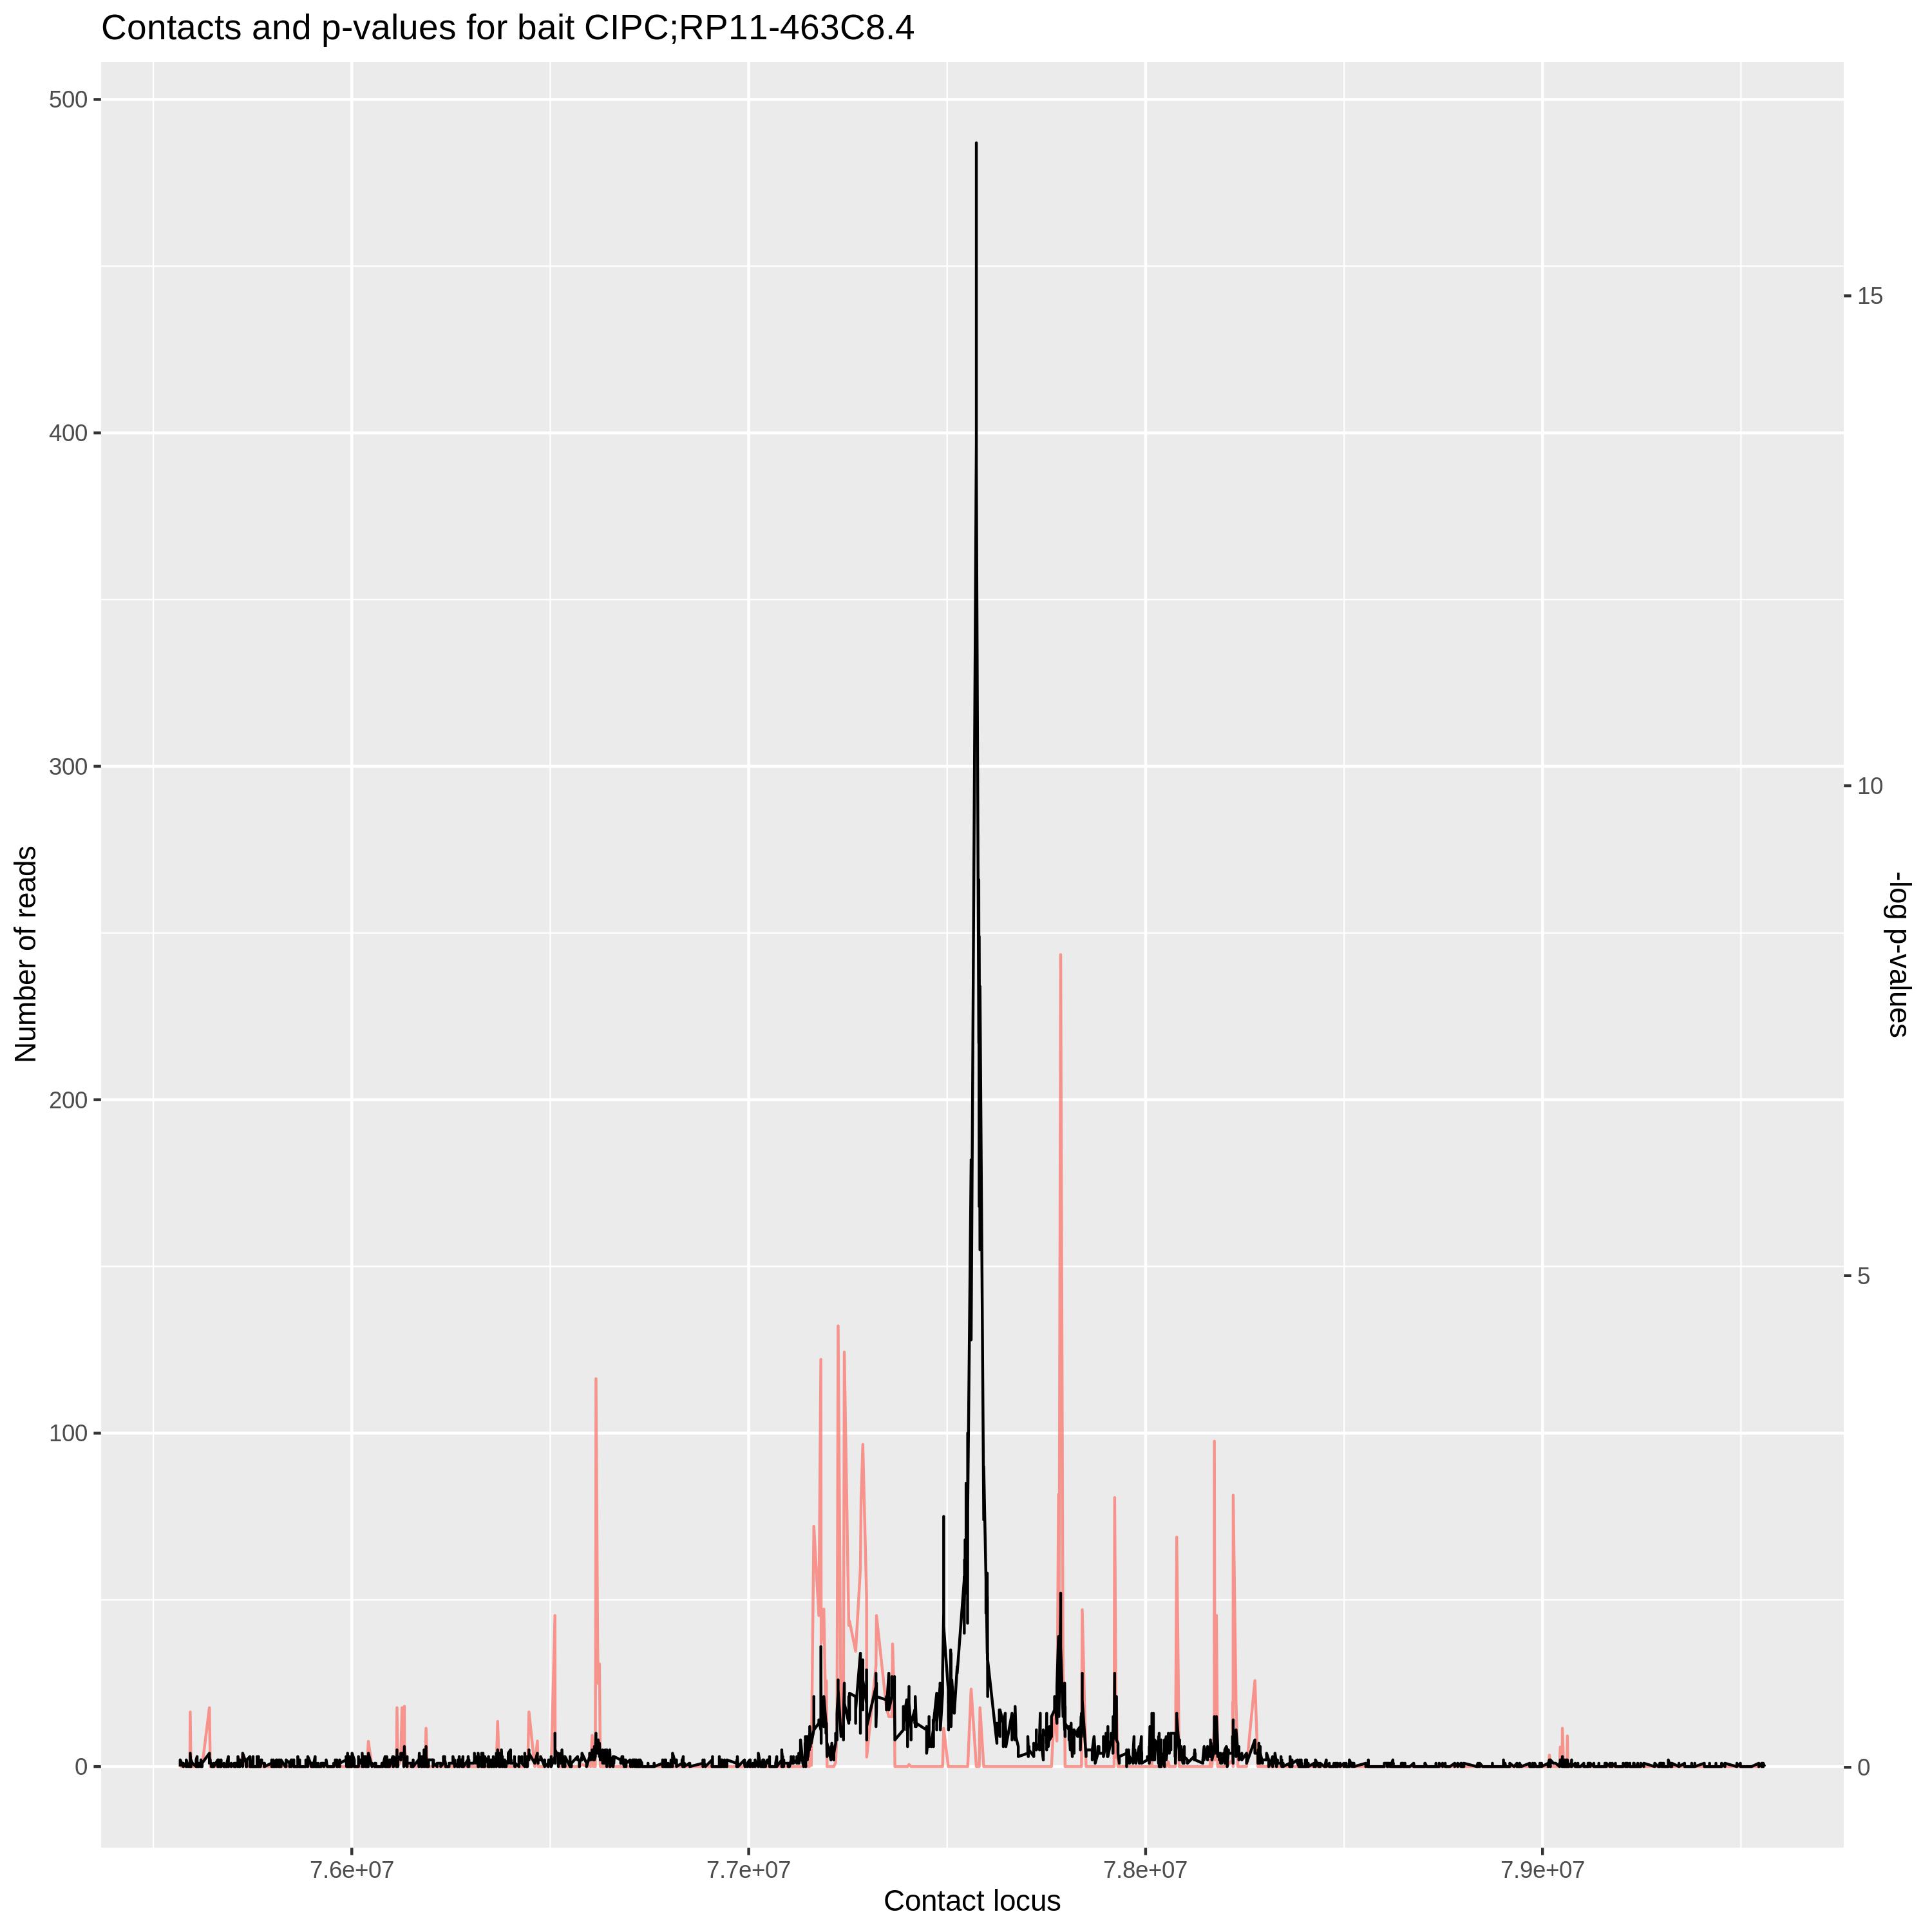 Contacts and p-values for bait CIPC;RP11-463C8.4
500
400
300
200
100
0
Number of reads
15
10
5
0
-log p-values
7.6e+07 7.7e+07 7.8e+07 7.9e+07
Contact locus